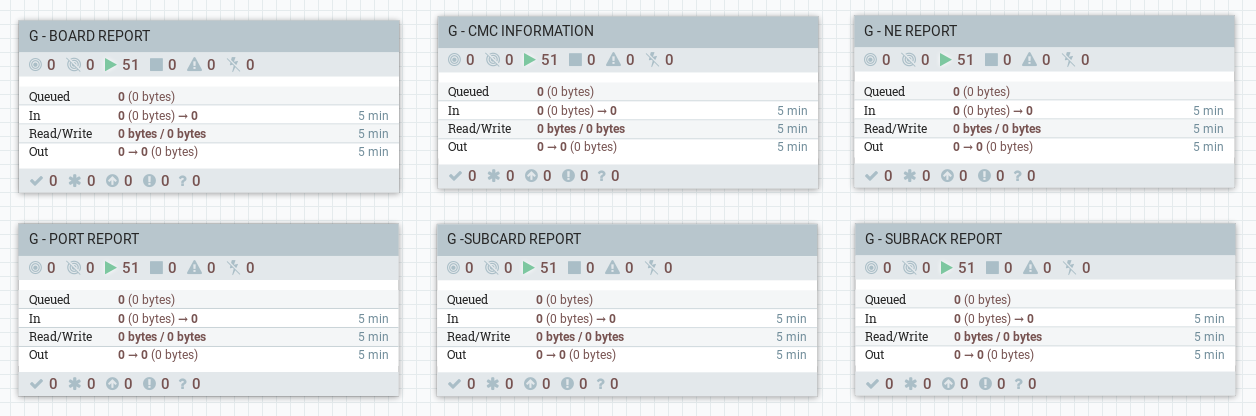 G - BOARD REPORT
0 0 51 0 0 0
Queued 0 (0 bytes)
In 0 (0 bytes) → 0 5 min
Read/Write 0 bytes / 0 bytes 5 min
Out 0 → 0 (0 bytes) 5 min
0 0 0 0 ? 0
G - CMC INFORMATION
0 0 51 0 0 0
Queued 0 (0 bytes)
In 0 (0 bytes) → 0 5 min
Read/Write 0 bytes / 0 bytes 5 min
Out 0 → 0 (0 bytes) 5 min
0 0 0 0 ? 0
G - NE REPORT
0 0 51 0 0 0
Queued 0 (0 bytes)
In 0 (0 bytes) → 0 5 min
Read/Write 0 bytes / 0 bytes 5 min
Out 0 → 0 (0 bytes) 5 min
0 0 0 0 ? 0
G - PORT REPORT
0 0 51 0 0 0
Queued 0 (0 bytes)
In 0 (0 bytes) → 0 5 min
Read/Write 0 bytes / 0 bytes 5 min
Out 0 → 0 (0 bytes) 5 min
0 0 0 0 ? 0
G -SUBCARD REPORT
0 0 51 0 0 0
Queued 0 (0 bytes)
In 0 (0 bytes) → 0 5 min
Read/Write 0 bytes / 0 bytes 5 min
Out 0 → 0 (0 bytes) 5 min
0 0 0 0 ? 0
G - SUBRACK REPORT
0 0 51 0 0 0
Queued 0 (0 bytes)
In 0 (0 bytes) → 0 5 min
Read/Write 0 bytes / 0 bytes 5 min
Out 0 → 0 (0 bytes) 5 min
0 0 0 0 ? 0